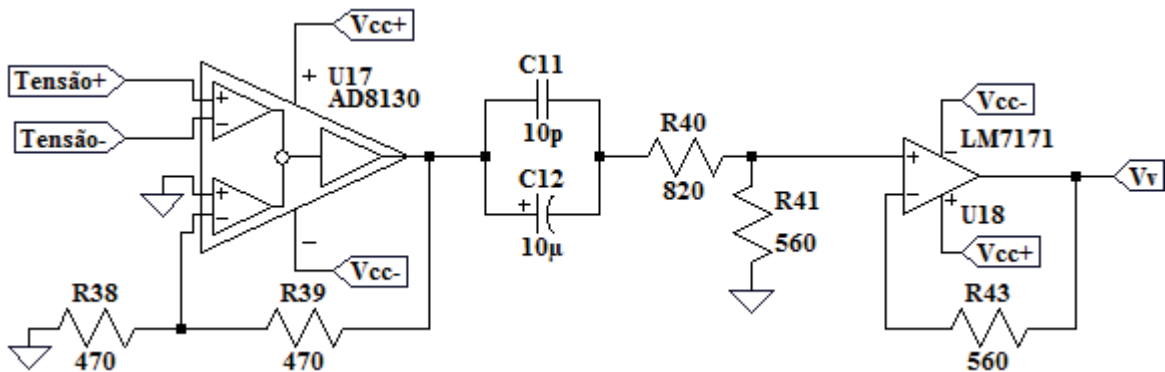 Vcc+
Tensão+
+
U17
AD8130
C11
Vcc-
+
−
Tensão-
−
10p
R40
LM7171
+
−
C12
+
820
+
−
Vv
R41
560
+
U18
10µ
−
Vcc-
Vcc+
R38
R39
R43
470
470
560